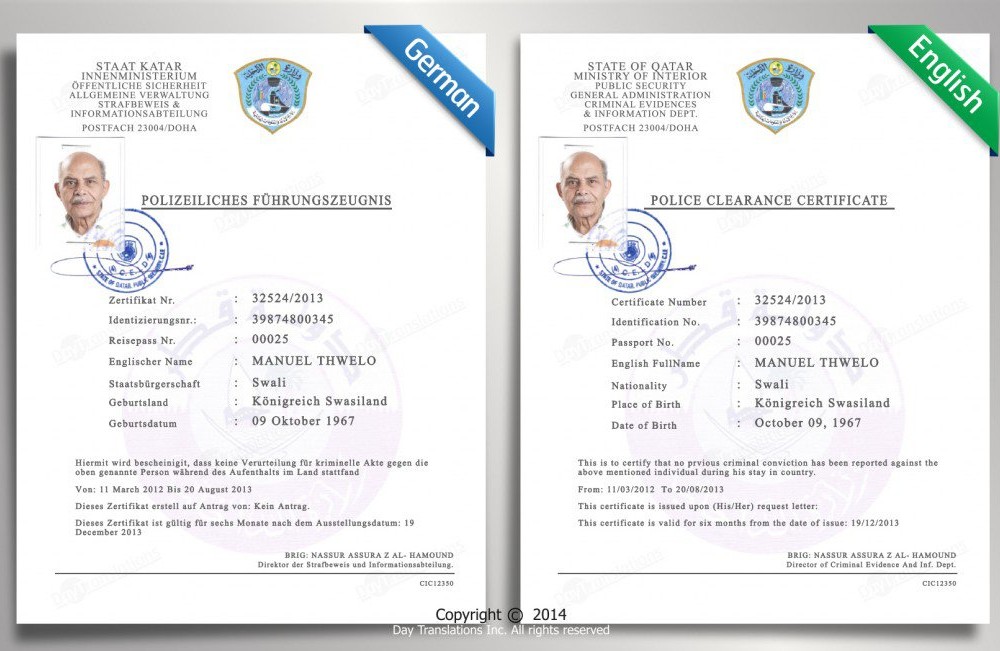 German
STAAT KATAR
INNENMINISTERIUM
ÖFFENTLICHE SICHERHEIT
ALLGEMEINE VERWALTUNG
STRAFBEWEIS &
INFORMATIONSABTEILUNG
POSTFACH 23004/DOHA
POLIZEILICHES FÜHRUNGSZEUGNIS
Zertifikat Nr. : 32524/2013
Identizierungsnr.: : 39874800345
Reisepass Nr. : 00025
Englischer Name : MANUEL THWELO
Staatsbürgerschaft : Swali
Geburtsland : Königreich Swasiland
Geburtsdatum : 09 Oktober 1967
Hiermit wird bescheinigit, dass keine Verurteilung für kriminelle Akte gegen die
oben genannte Person während des Aufenthalts im Land stattfand
Von: 11 March 2012 Bis 20 August 2013
Dieses Zertifikat erstell auf Antrag von: Kein Antrag.
Dieses Zertifikat ist gültig für sechs Monate nach dem Ausstellungsdatum: 19
December 2013
BRIG: NASSUR ASSURA Z AL- HAMOUND
Direktor der Strafbeweis und Informationsabteilung.
CIC12350
English
STATE OF QATAR
MINISTRY OF INTERIOR
PUBLIC SECURITY
GENERAL ADMINISTRATION
CRIMINAL EVIDENCES
& INFORMATION DEPT.
POSTFACH 23004/DOHA
POLICE CLEARANCE CERTIFICATE
Certificate Number : 32524/2013
Identification No. : 39874800345
Passport No. : 00025
English FullName : MANUEL THWELO
Nationality : Swali
Place of Birth : Königreich Swasiland
Date of Birth : October 09, 1967
This is to certify that no prvious criminal conviction has been reported against the
above mentioned individual during his stay in country.
From: 11/03/2012 To 20/08/2013
This certificate is issued upon (His/Her) request letter:
This certificate is valid for six months from the date of issue: 19/12/2013
BRIG: NASSUR ASSURA Z AL- HAMOUND
Director of Criminal Evidence And Inf. Dept.
CIC12350
Copyright © 2014
Day Translations Inc. All rights reserved